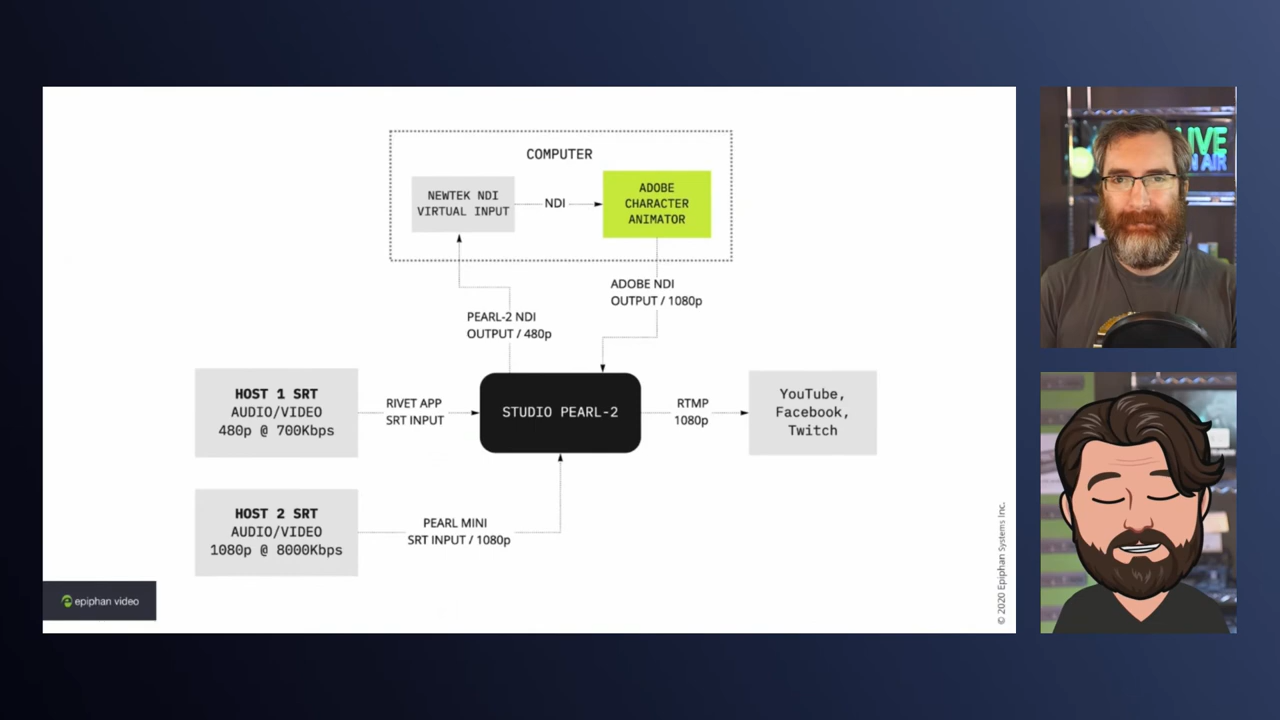 COMPUTER
NEWTEK NDI
VIRTUAL INPUT
NDI
ADOBE
CHARACTER
ANIMATOR
PEARL-2 NDI
OUTPUT / 480p
ADOBE NDI
OUTPUT / 1080p
HOST 1 SRT
AUDIO/VIDEO
480p @ 700Kbps
RIVET APP
SRT INPUT
STUDIO PEARL-2
RTMP
1080p
YouTube,
Facebook,
Twitch
HOST 2 SRT
AUDIO/VIDEO
1080p @ 8000Kbps
PEARL MINI
SRT INPUT / 1080p
epiphan video
© 2020 Epiphan Systems Inc.
LIVE
N AIR